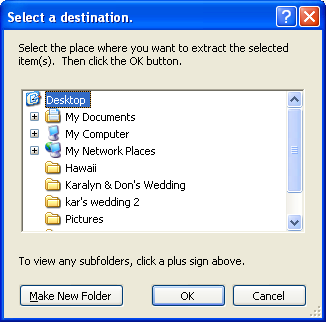 Select a destination.
Select the place where you want to extract the selected
item(s). Then click the OK button.
Desktop
My Documents
My Computer
My Network Places
Hawaii
Karalyn & Don's Wedding
kar's wedding 2
Pictures
To view any subfolders, click a plus sign above.
Make New Folder
OK
Cancel